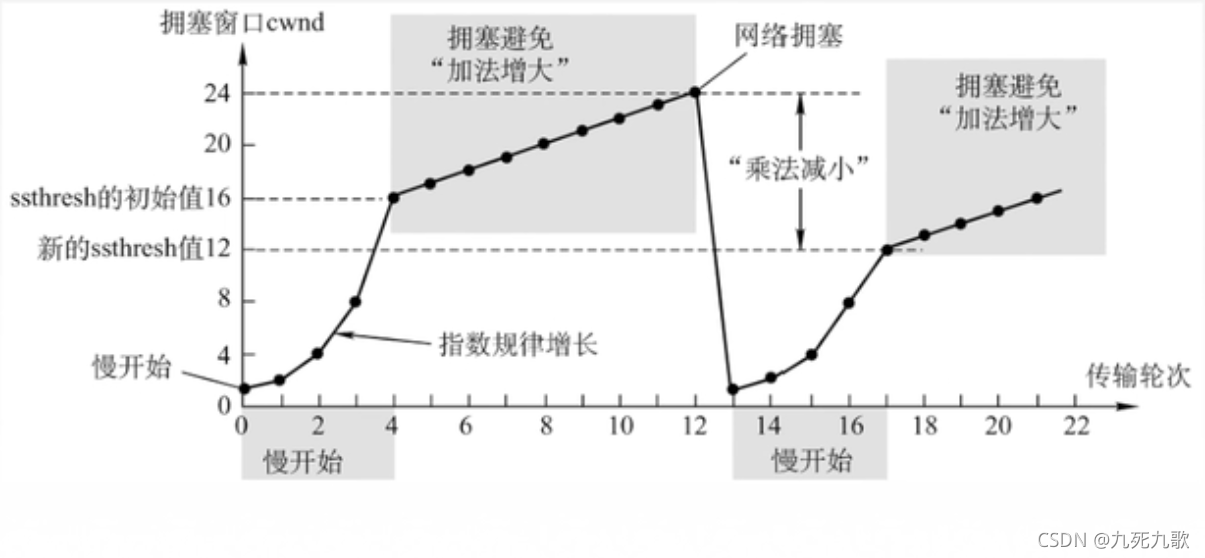 拥塞窗口cwnd
拥塞避免
“加法增大”
网络拥塞
拥塞避免
“加法增大”
24
20
“乘法减小”
ssthresh的初始值16
新的ssthresh值12
8
指数规律增长
4
慢开始
传输轮次
0
0 2 4 6 8 10 12 14 16 18 20 22
慢开始
慢开始
CSDN @九死九歌